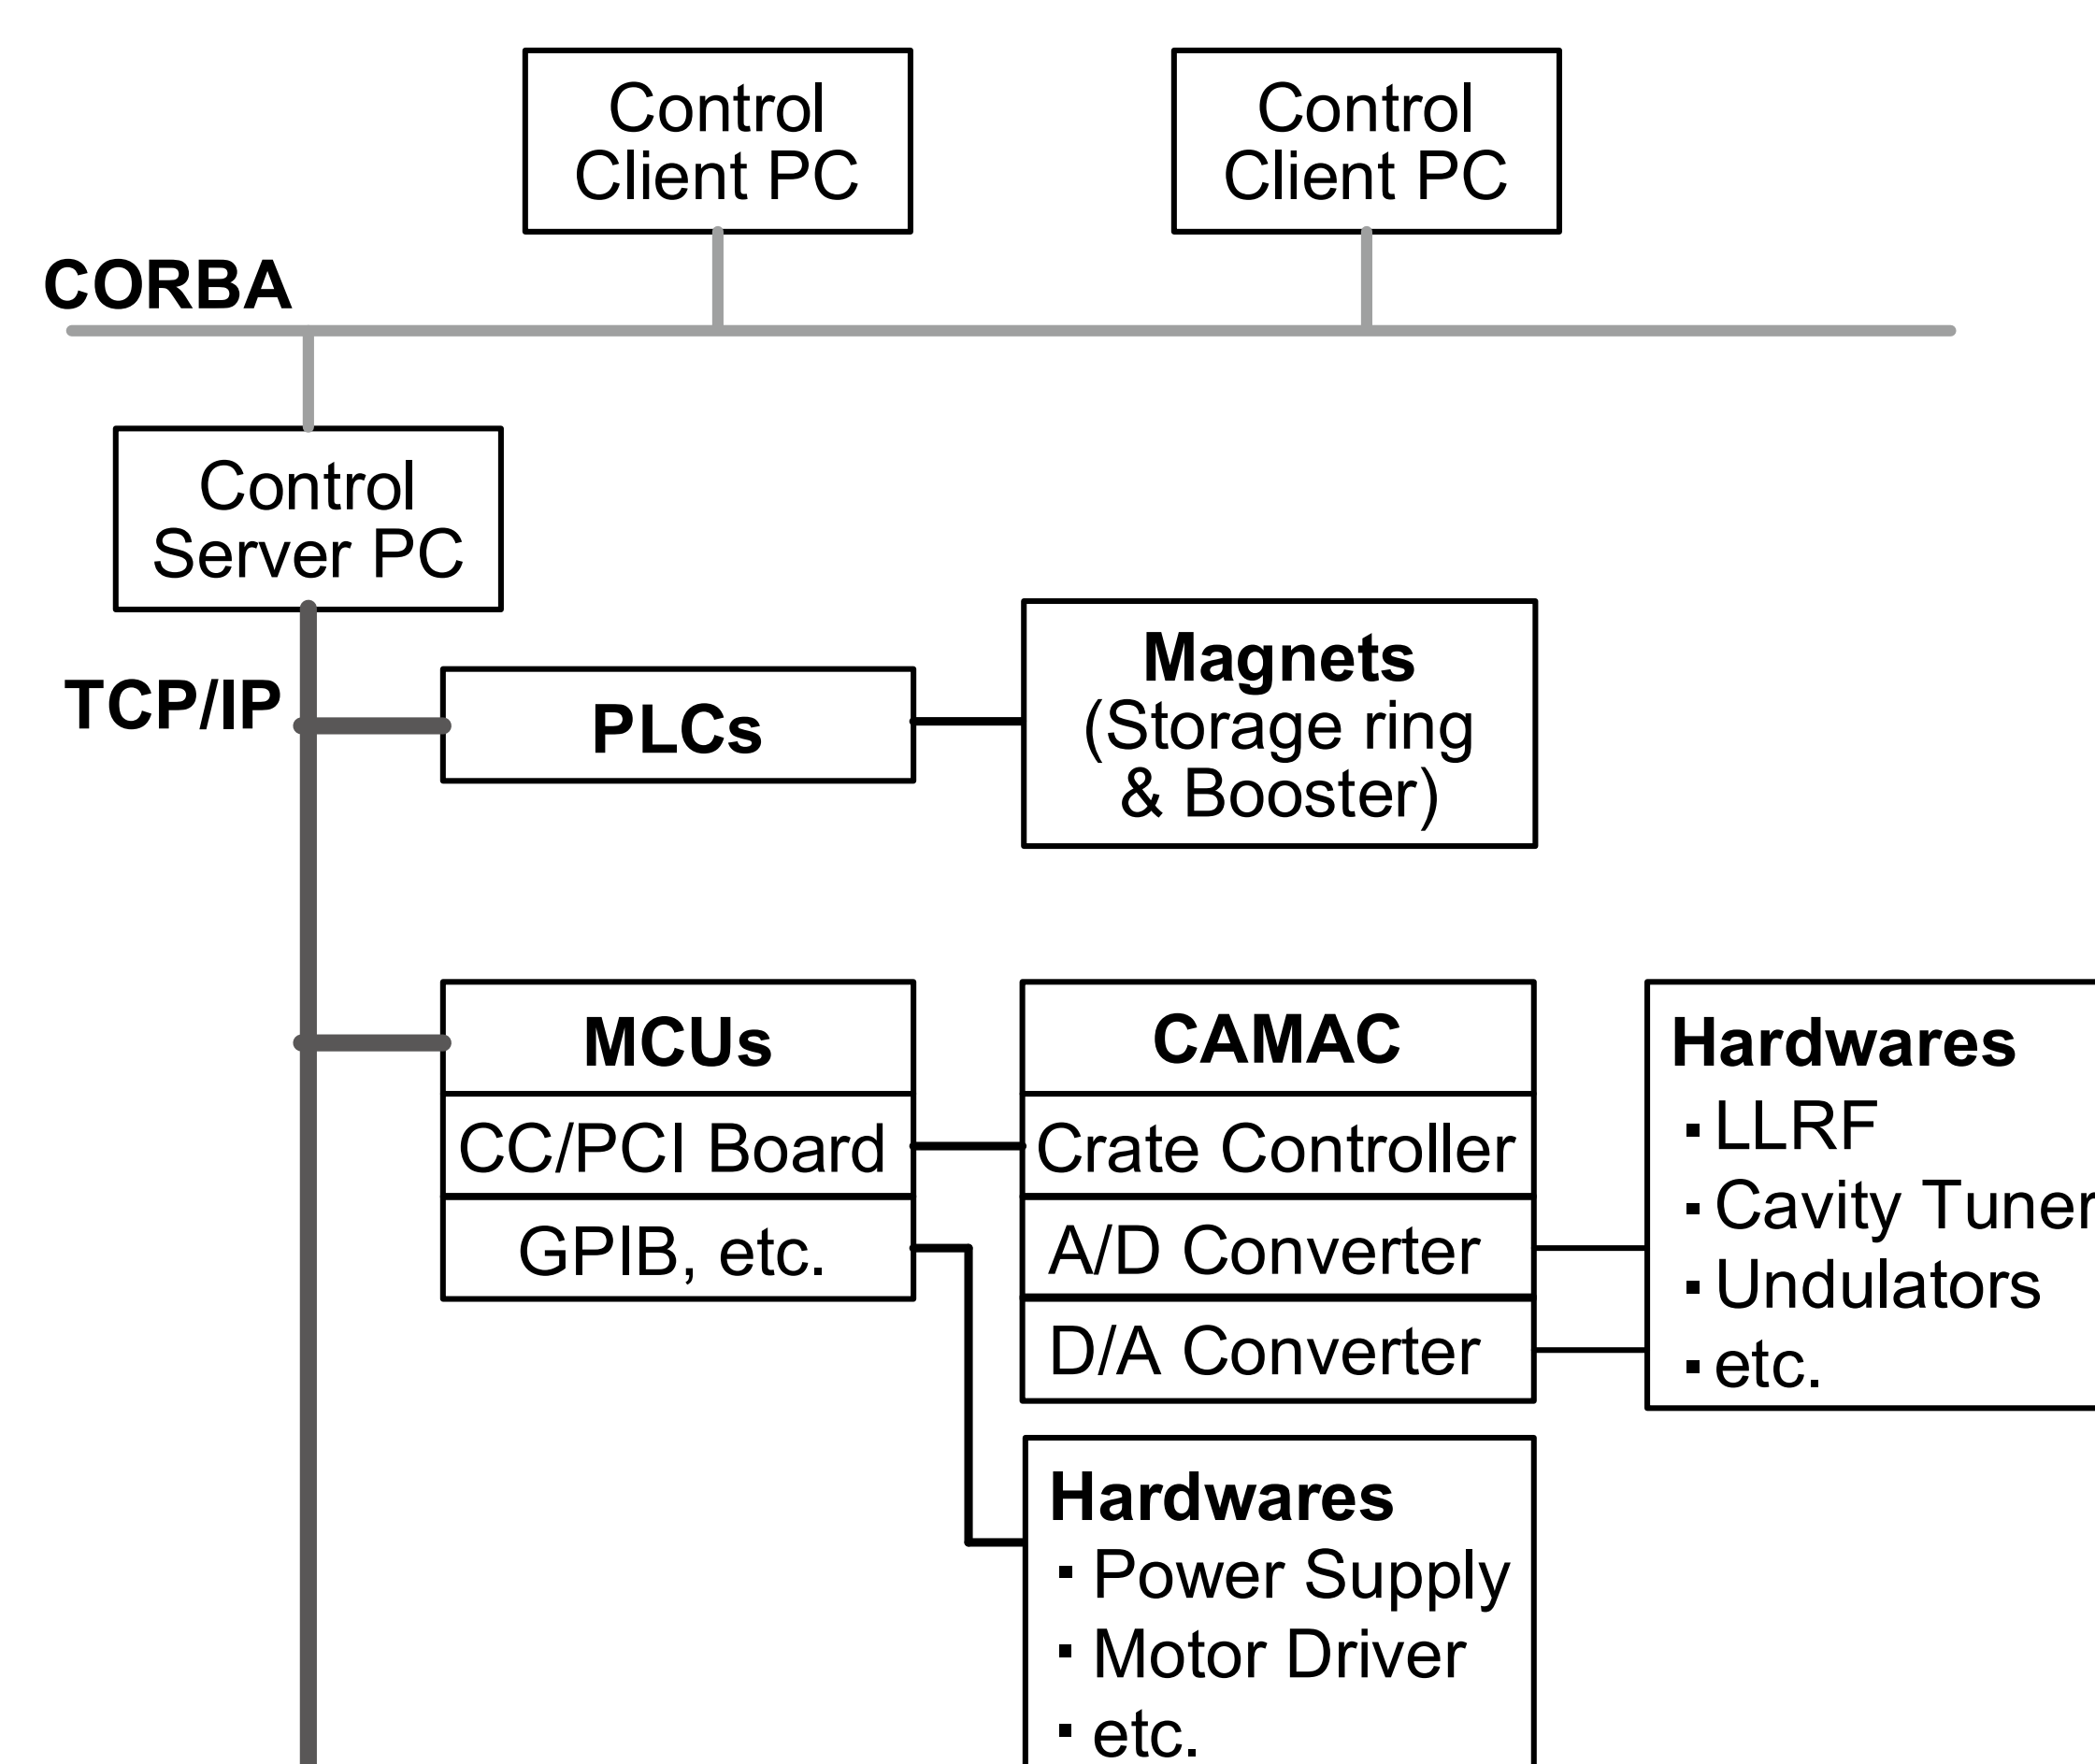 Control
Client PC
Control
Client PC
CORBA
Control
Server PC
TCP/IP
PLCs
Magnets
(Storage ring
& Booster)
MCUs
CC/PCI Board
GPIB, etc.
CAMAC
Crate Controller
A/D Converter
D/A Converter
Hardwares
▪ LLRF
▪ Cavity Tuner
▪ Undulators
▪ etc.
Hardwares
▪ Power Supply
▪ Motor Driver
▪ etc.